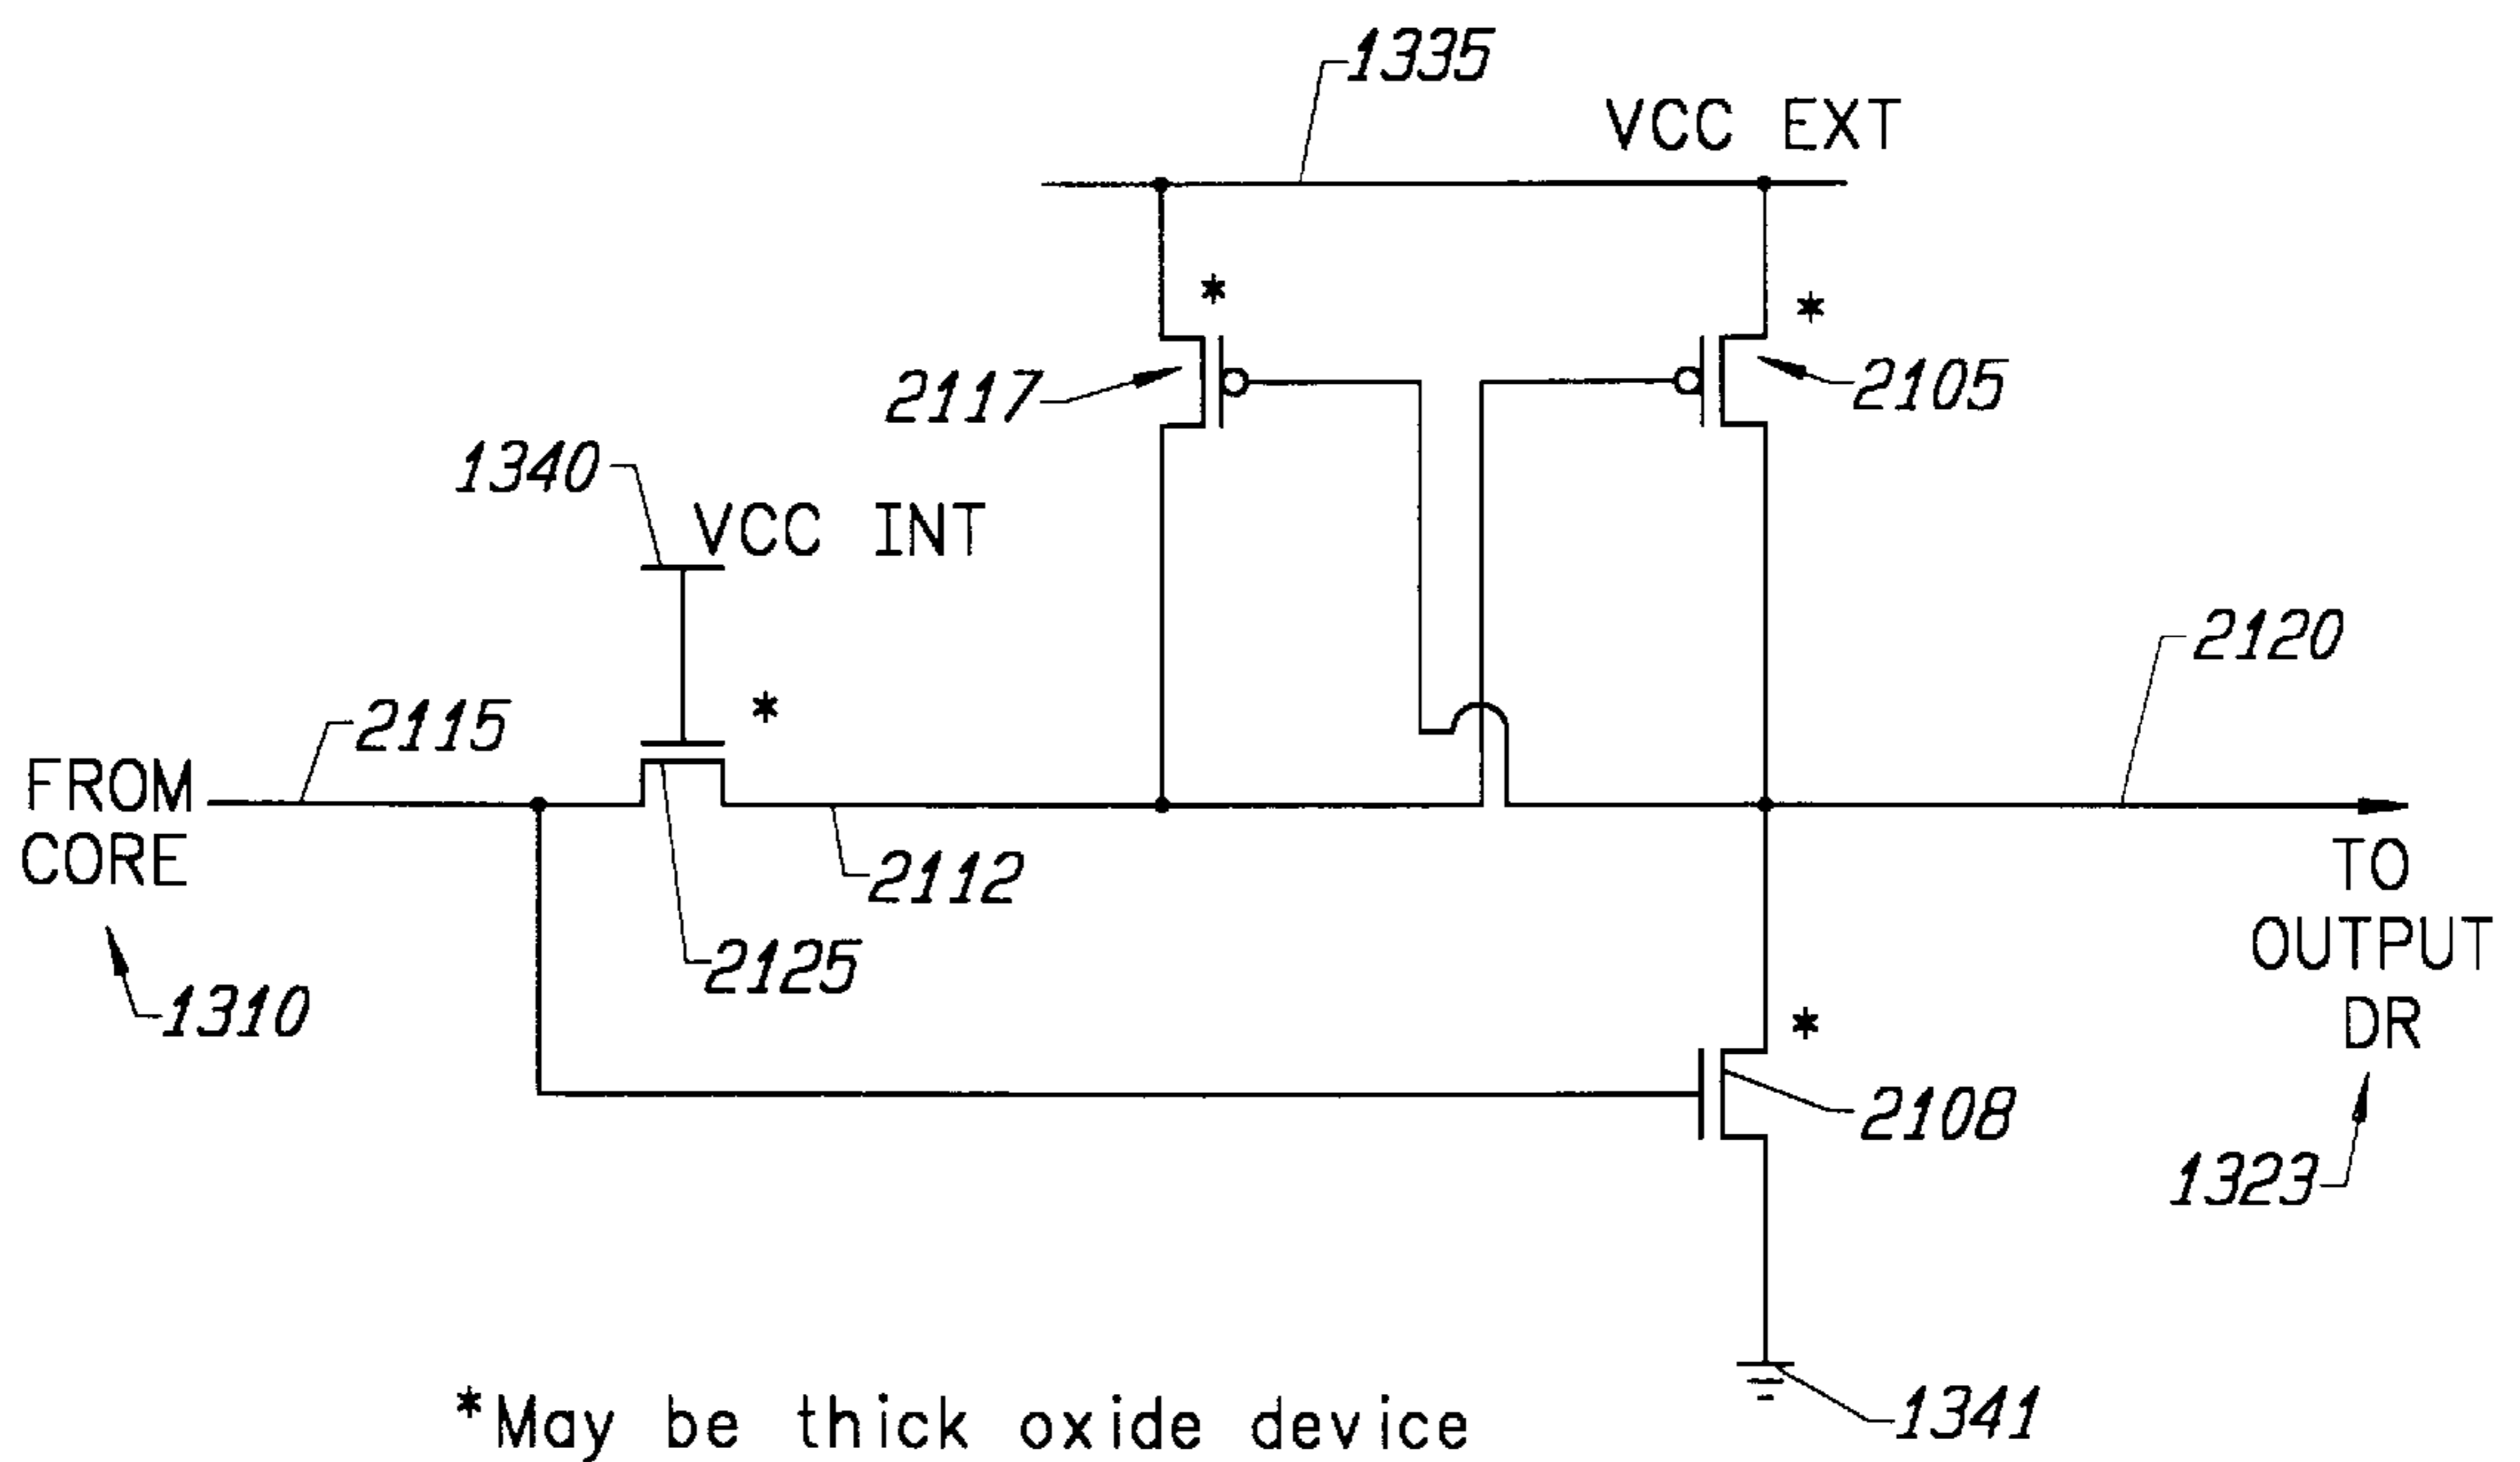 1335
VCC EXT
*
*
2117
2105
1340
VCC INT
2120
*
2115
FROM
CORE
2112
TO
OUTPUT
DR
2125
1310
*
2108
1323
1341
*May be thick oxide device